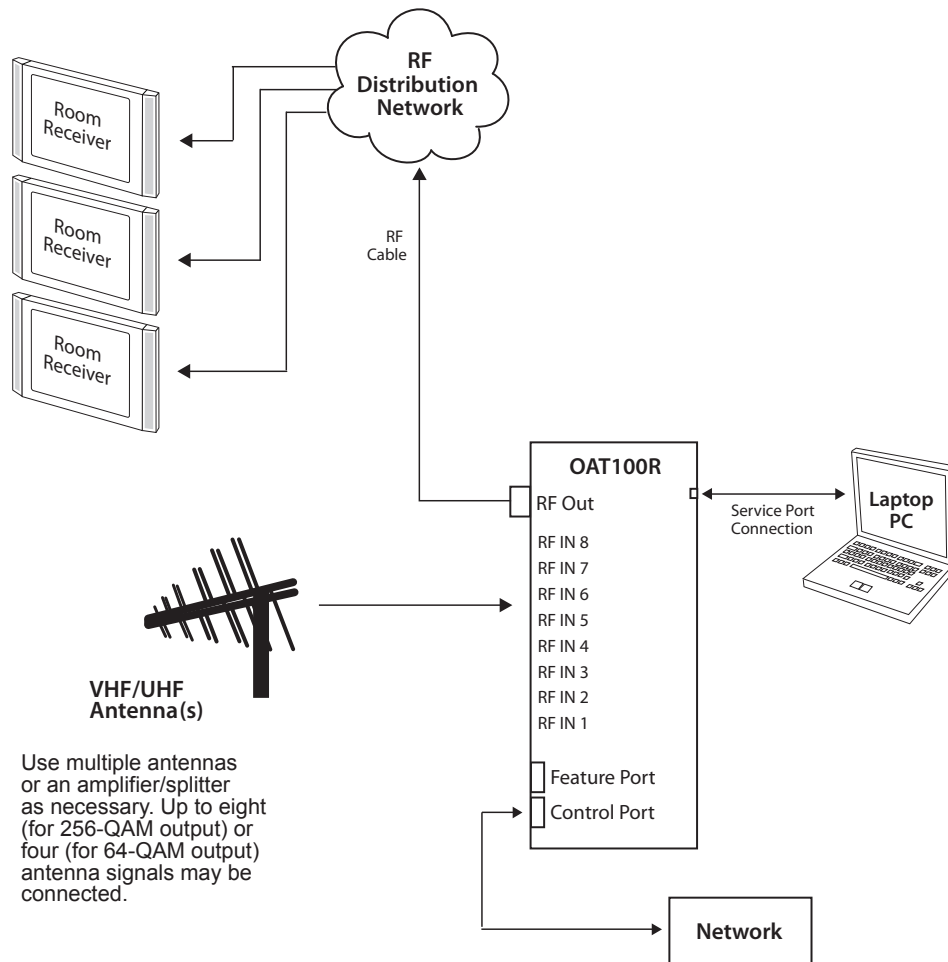 RF
Distribution
Network
Room
Receiver
Room
Receiver
Room
Receiver
RF
Cable
OAT100R
RF Out
RF IN 8
RF IN 7
RF IN 6
RF IN 5
RF IN 4
RF IN 3
RF IN 2
RF IN 1
Feature Port
Control Port
Service Port
Connection
Laptop
PC
VHF/UHF
Antenna(s)
Use multiple antennas
or an amplifier/splitter
as necessary. Up to eight
(for 256-QAM output) or
four (for 64-QAM output)
antenna signals may be
connected.
Network